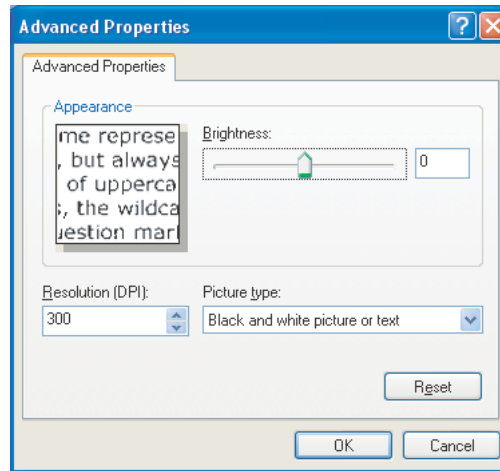 Advanced Properties
Advanced Properties
Appearance
me represe
, but always
of upperca
, the wildca
estion mar
Brightness:
0
Resolution (DPI):
300
Picture type:
Black and white picture or text
Reset
OK
Cancel